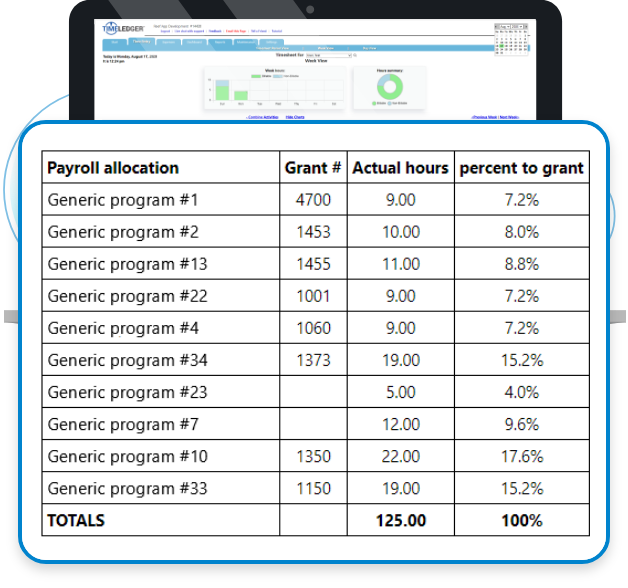 TIMELEDGER
Timesheet for
Week View
Week hours
Hours summary
Payroll allocation Grant # Actual hours percent to grant
Generic program #1 4700 9.00 7.2%
Generic program #2 1453 10.00 8.0%
Generic program #13 1455 11.00 8.8%
Generic program #22 1001 9.00 7.2%
Generic program #4 1060 9.00 7.2%
Generic program #34 1373 19.00 15.2%
Generic program #23 5.00 4.0%
Generic program #7 12.00 9.6%
Generic program #10 1350 22.00 17.6%
Generic program #33 1150 19.00 15.2%
TOTALS 125.00 100%